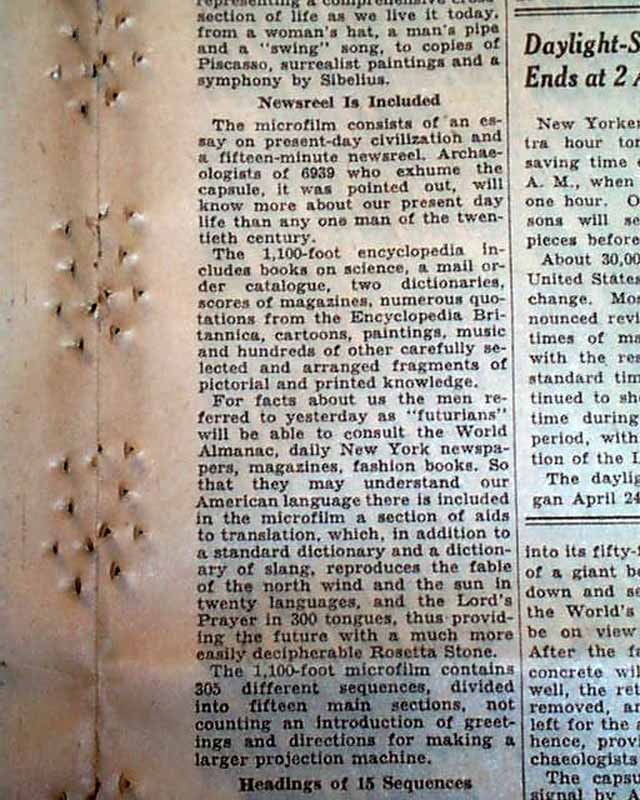 representing a comprehensive cross
section of life as we live it today,
from a woman's hat, a man's pipe
and a "swing" song, to copies of
Piscasso, surrealist paintings and a
symphony by Sibelius.
Newsreel Is Included
The microfilm consists of an es-
say on present-day civilization and
a fifteen-minute newsreel. Archae-
ologists of 6939 who exhume the
capsule, it was pointed out, will
know more about our present day
life than any one man of the twen-
tieth century.
The 1,100-foot encyclopedia in-
cludes books on science, a mail or-
der catalogue, two dictionaries,
scores of magazines, numerous quo-
tations from the Encyclopedia Bri-
tannica, cartoons, paintings, music
and hundreds of other carefully se-
lected and arranged fragments of
pictorial and printed knowledge.
For facts about us the men re-
ferred to yesterday as "futurians"
will be able to consult the World
Almanac, daily New York newspa-
pers, magazines, fashion books. So
that they may understand our
American language there is included
in the microfilm a section of aids
to translation, which, in addition to
a standard dictionary and a diction-
ary of slang, reproduces the fable
of the north wind and the sun in
twenty languages, and the Lord's
Prayer in 300 tongues, thus provid-
ing the future with a much more
easily decipherable Rosetta Stone.
The 1,100-foot microfilm contains
305 different sequences, divided
into fifteen main sections, not
counting an introduction of greet-
ings and directions for making a
larger projection machine.
Headings of 15 Sequences
Daylight-S
Ends at 2 A
New Yorker
tra hour tor
saving time
A. M., when
one hour. O
sons will se
pieces before
About 30,00
United States
change. Mos
nounced revi
times of ma
with the res
standard tim
tinued to sh
time during
period, with
tion of the L
The daylig
gan April 24
into its fifty-f
of a giant be
down and se
the World's
be on view
After the fa
concrete wil
well, the rel
removed, an
left for the a
hence, provi
chaeologists
The capsu
signal by A